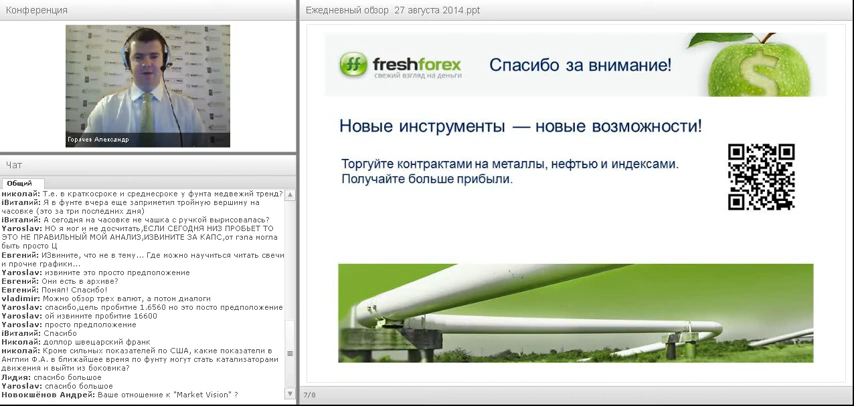 Конференция
Горячев Александр
Чат
Общий
николай: Т.е. в краткосроке и среднесроке у фунта медвежий тренд?
iВиталий: Я в фунте вчера еще запринетил тройную вершину на
часовке (это за три последних дня)
iВиталий: А сегодня на часовке не чашка с ручкой вырисовалась?
Yaroslav: НО я ног и не досчитать,ЕСЛИ СЕГОДНЯ НИЗ ПРОБЬЕТ ТО
ЭТО НЕ ПРАВИЛЬНЫЙ МОЙ АНАЛИЗ,ИЗВИНИТЕ ЗА КАПС,от гэпа могла
быть просто Ц
Евгений: ИЗвините, что не в тему... Где можно научиться читать свечи
и прочие графики...
Yaroslav: извините это просто предположение
Евгений: Они есть в архиве?
Евгений: Понял! Спасибо!
vladimir: Можно обзор трех валют, а потом диалоги
Yaroslav: спасибо,цель пробитие 1.6560 но это посто предположение
Yaroslav: ой извините пробитие 16600
Yaroslav: просто предположение
iВиталий: Спасибо
Николай: доллор швецарский франк
николай: Кроме сильных показателей по США, какие показатели в
Англии Ф.А. в ближайшее время по фунту могут стать катализаторами
движения и выйти из боковика?
Лидия: спасибо большое
Yaroslav: спасибо большое
Новокшёнов Андрей: Ваше отношение к "Market Vision" ?
Ежедневный обзор 27 августа 2014.ppt
freshforex
свежий взгляд на деньги
Спасибо за внимание!
Новые инструменты — новые возможности!
Торгуйте контрактами на металлы, нефтью и индексами.
Получайте больше прибыли.
7/0